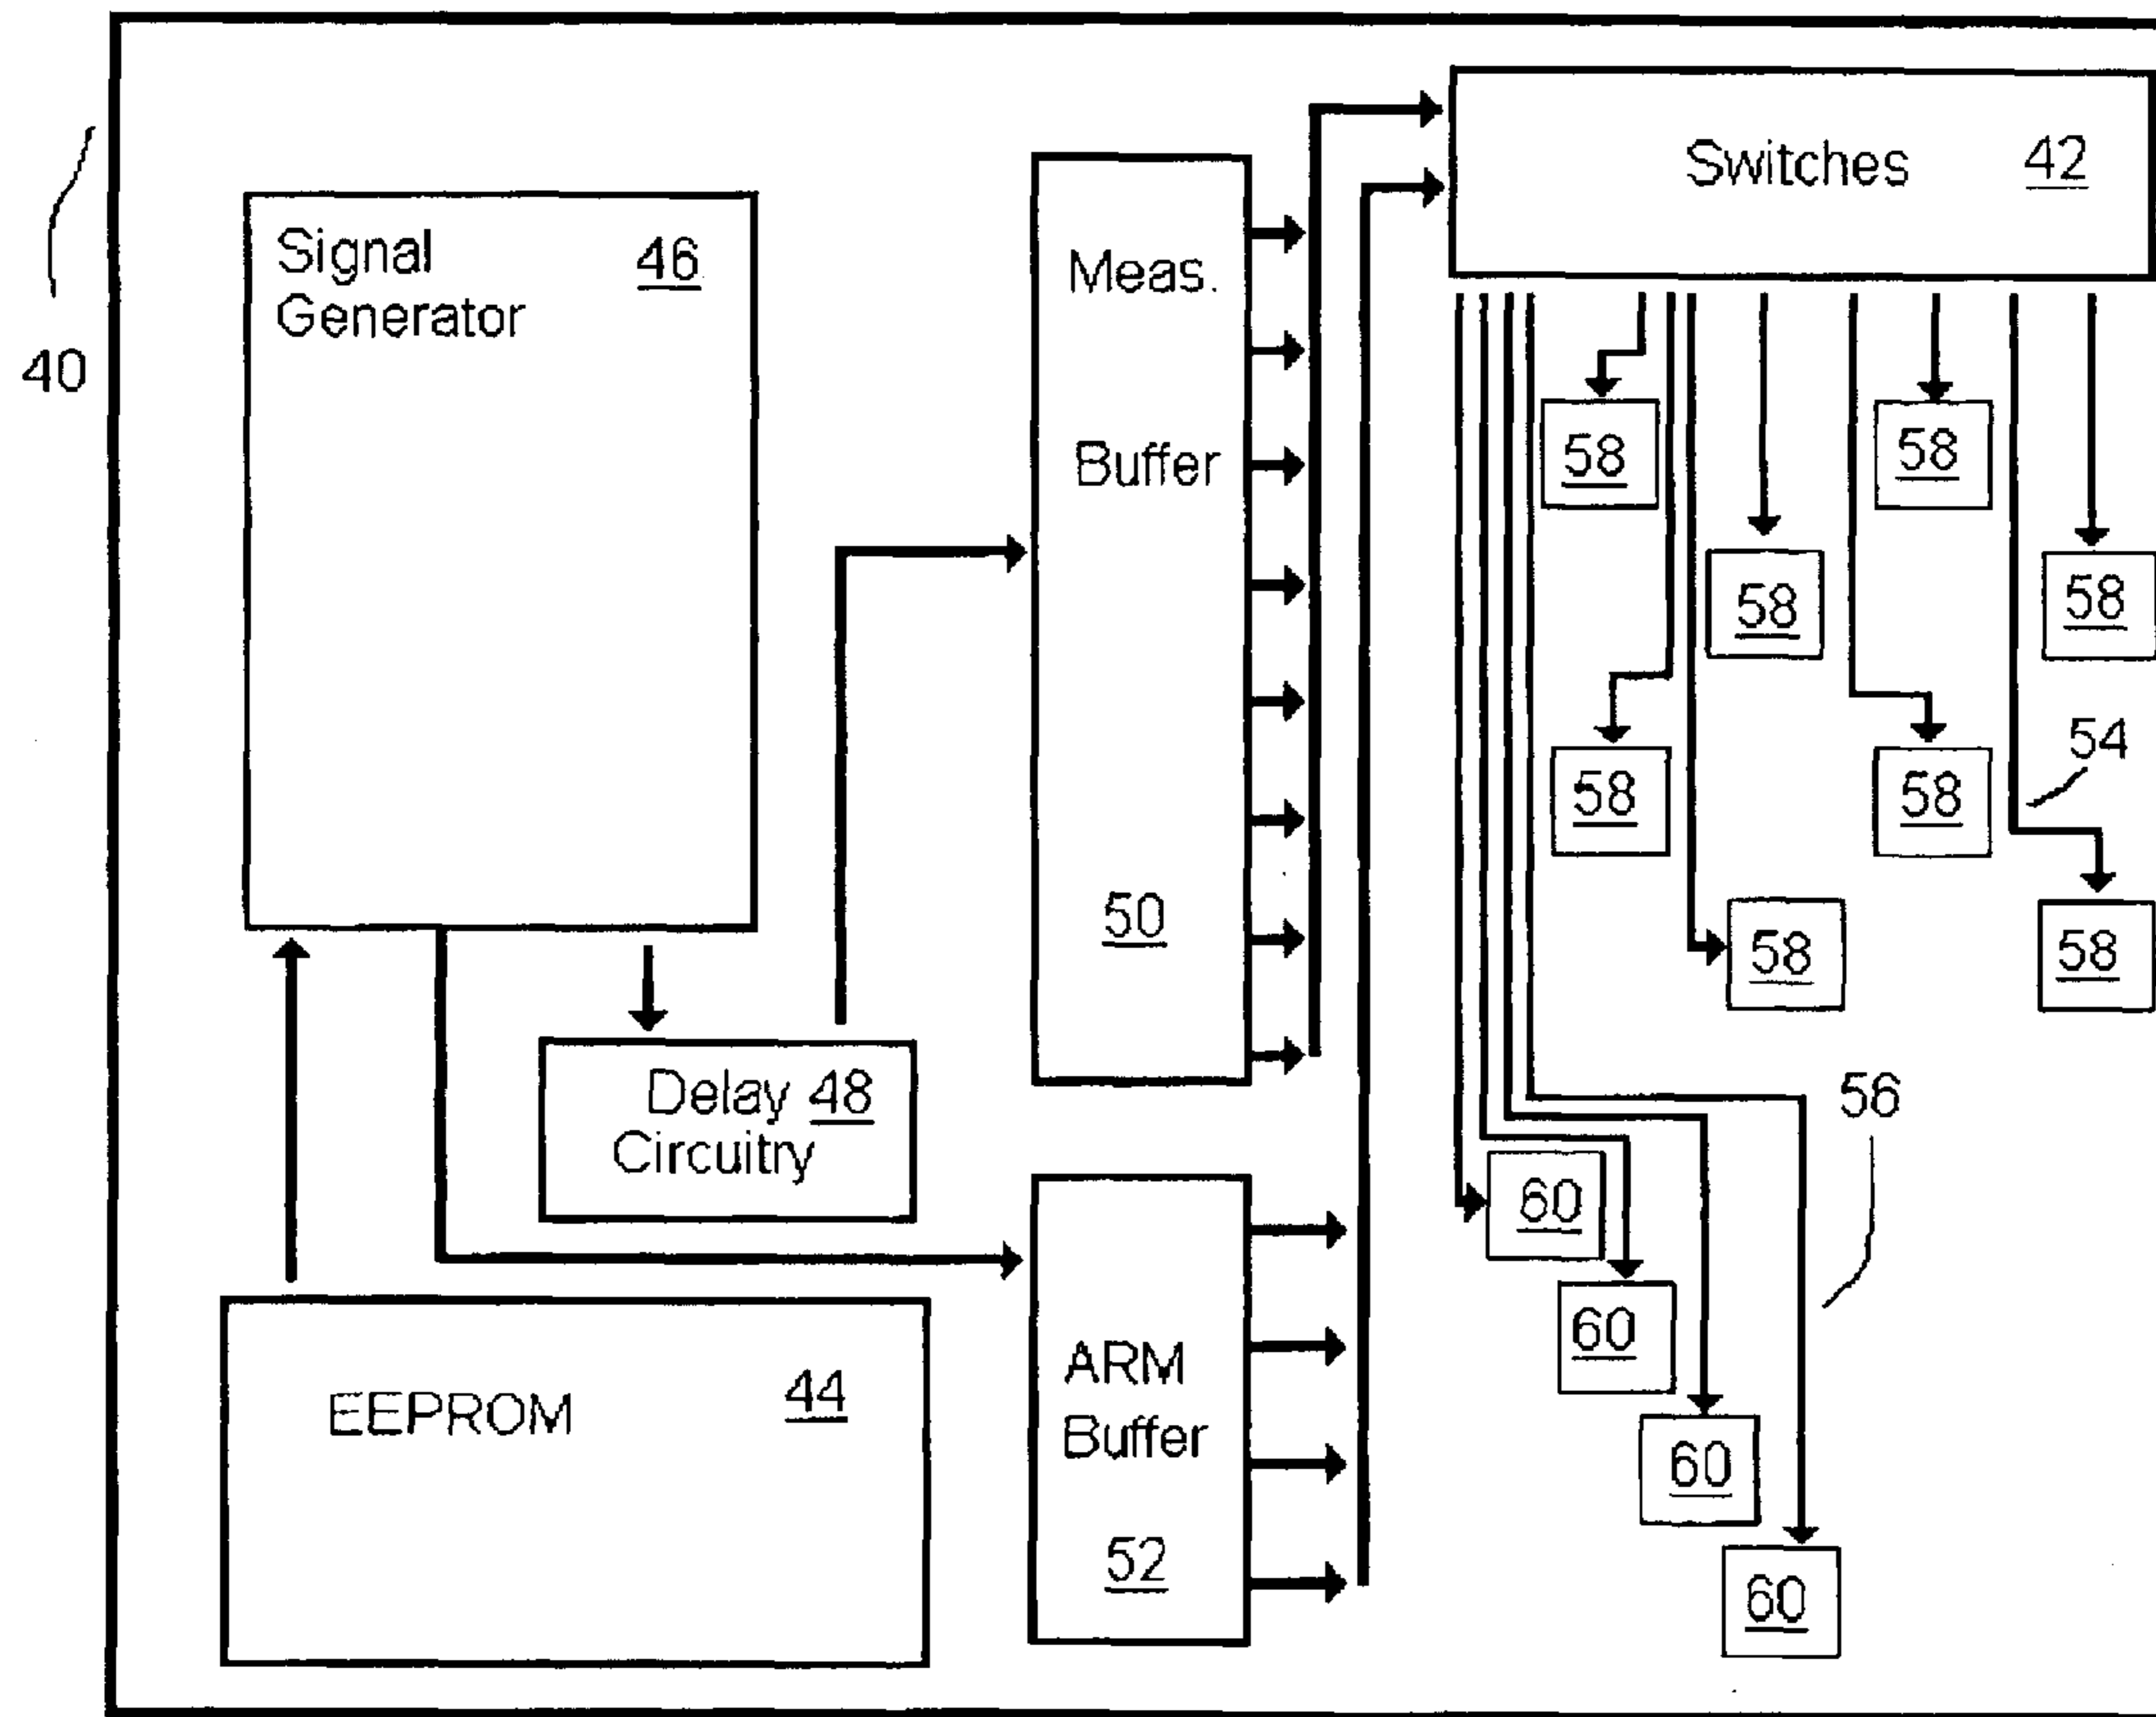 40
Signal 46
Generator
Meas.
Buffer
50
Switches 42
Delay 48
Circuitry
EEPROM 44
ARM
Buffer
52
58
58
58
58
58
58
54
58
58
56
60
60
60
60